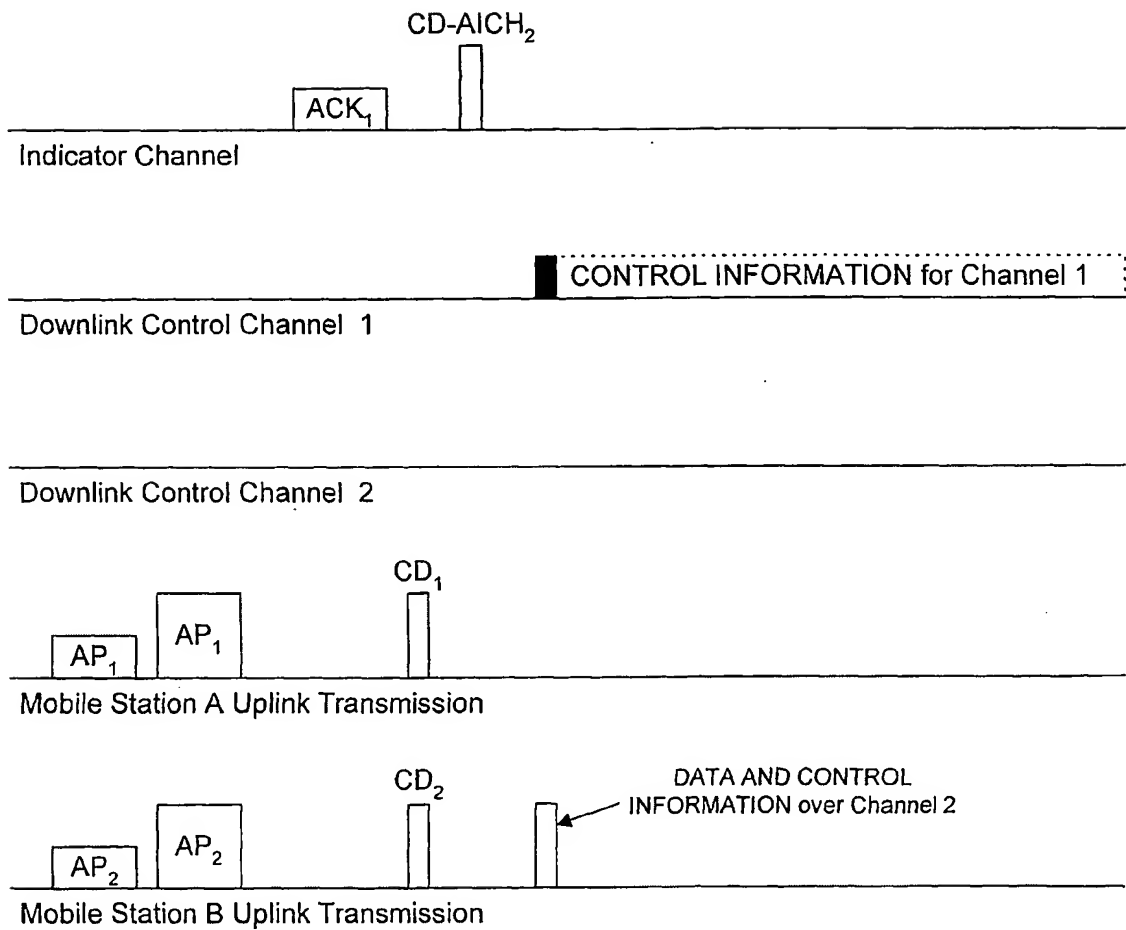 CD-AICH₂
ACK₁
Indicator Channel
CONTROL INFORMATION for Channel 1
Downlink Control Channel 1
Downlink Control Channel 2
CD₁
AP₁
AP₁
Mobile Station A Uplink Transmission
CD₂
DATA AND CONTROL
INFORMATION over Channel 2
AP₂
AP₂
Mobile Station B Uplink Transmission